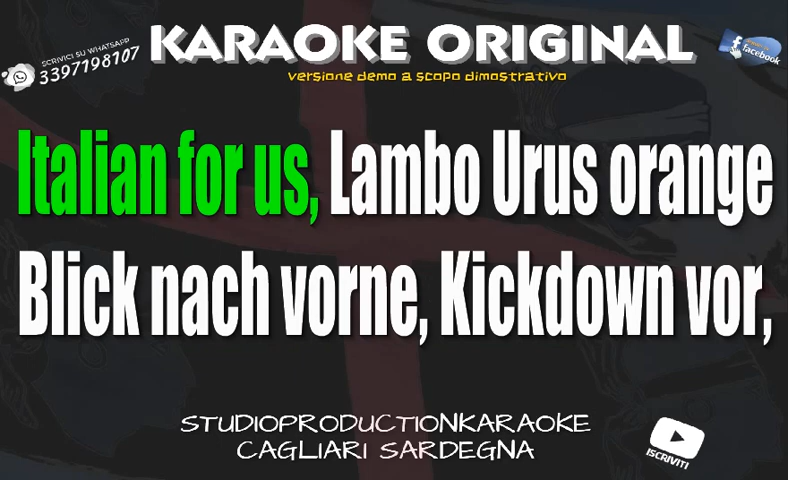 SCRIVICI SU WHATSAPP
3397198107
KARAOKE ORIGINAL
versione demo a scopo dimostrativo
facebook
Italian for us, Lambo Urus orange
Blick nach vorne, Kickdown vor,
STUDIOPRODUCTIONKARAOKE
CAGLIARI SARDEGNA
ISCRIVITI